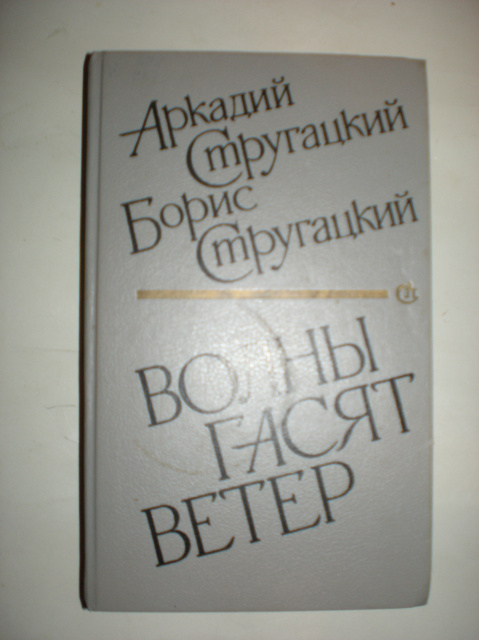 Аркадий
Стругацкий
Борис
Стругацкий
ВОЛНЫ
ГАСЯТ
ВЕТЕР